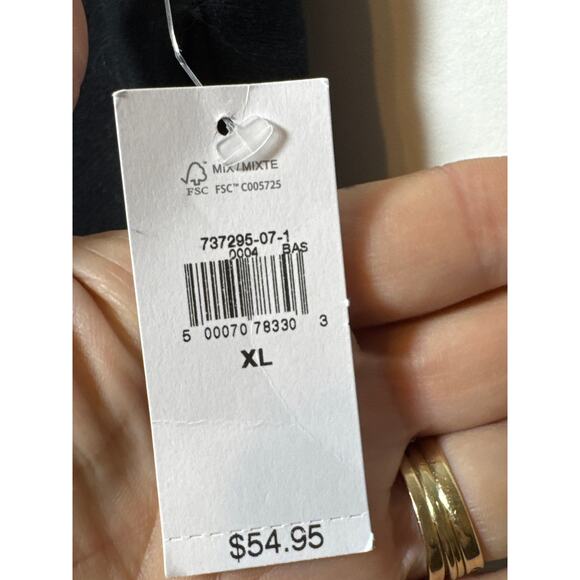 MIX/MIXTE
FSC FSC™ C005725
737295-07-1
0004 BAS
5 00070 78330 3
XL
$54.95